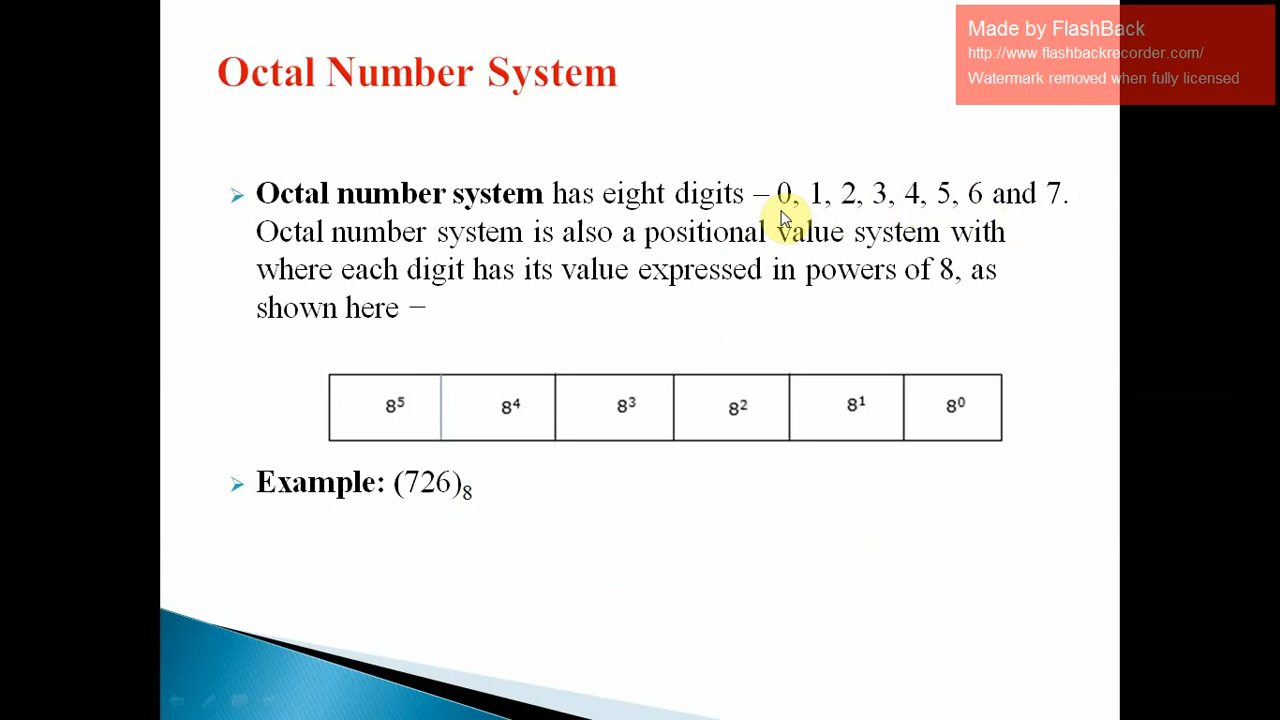 Made by FlashBack
http://www.flashbackrecorder.com/
Watermark removed when fully licensed
Octal Number System
Octal number system has eight digits – 0, 1, 2, 3, 4, 5, 6 and 7.
Octal number system is also a positional value system with
where each digit has its value expressed in powers of 8, as
shown here −
8⁵ 8⁴ 8³ 8² 8¹ 8⁰
Example: (726)₈